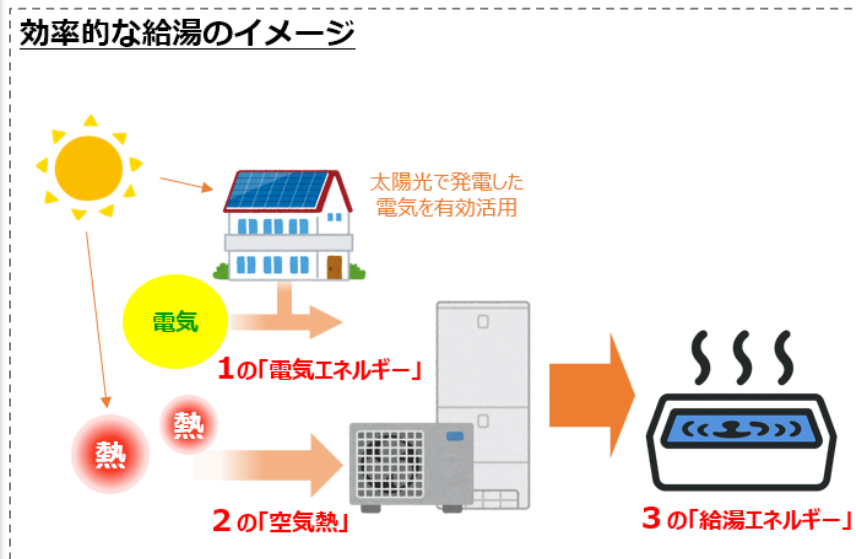 効率的な給湯のイメージ
太陽光で発電した
電気を有効活用
電気
1の「電気エネルギー」
熱
熱
2の「空気熱」
3の「給湯エネルギー」